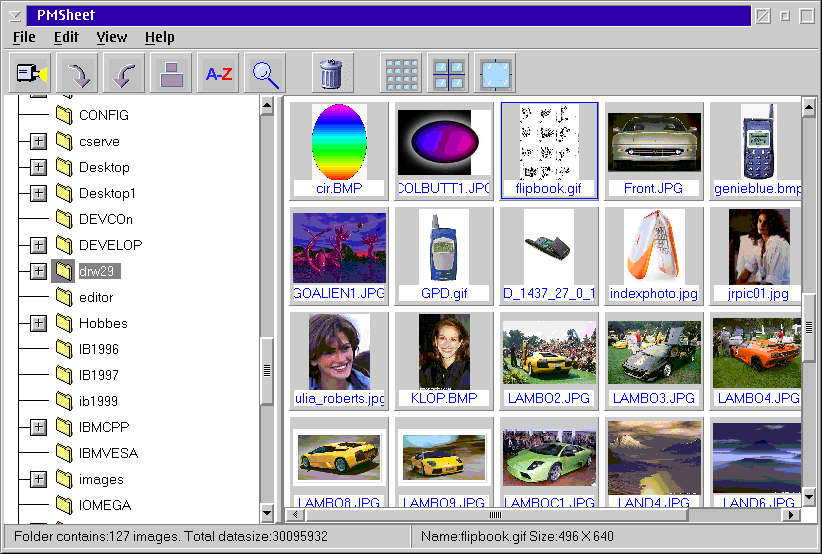 PMSheet
File Edit View Help
A-Z
CONFIG
cserve
Desktop
Desktop1
DEVCOn
DEVELOP
drw29
editor
Hobbes
IB1996
IB1997
ib1999
IBMCPP
IBMVESA
images
IOMEGA
cir.BMP COLBUTT1.JPG flipbook.gif Front.JPG genieblue.bmp
GOALIEN1.JPG GPD.gif D_1437_27_0_1 indexphoto.jpg jrpic01.jpg
ulia_roberts.jpg KLOP.BMP LAMBO2.JPG LAMBO3.JPG LAMBO4.JPG
LAMBO8.JPG LAMBO9.JPG LAMBOC1.JPG LAND4.JPG LAND6.JPG
Folder contains:127 images. Total datasize:30095932
Name:flipbook.gif Size:496×640